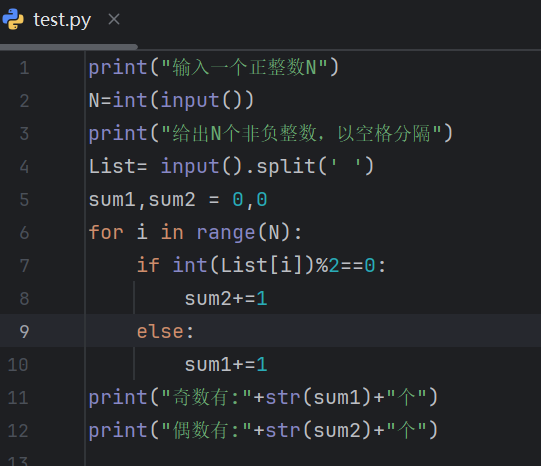 test.py
1 print("输入一个正整数N")
2 N=int(input())
3 print("给出N个非负整数，以空格分隔")
4 List= input().split(' ')
5 sum1,sum2 = 0,0
6 for i in range(N):
7     if int(List[i])%2==0:
8         sum2+=1
9     else:
10         sum1+=1
11 print("奇数有:"+str(sum1)+"个")
12 print("偶数有:"+str(sum2)+"个")
13